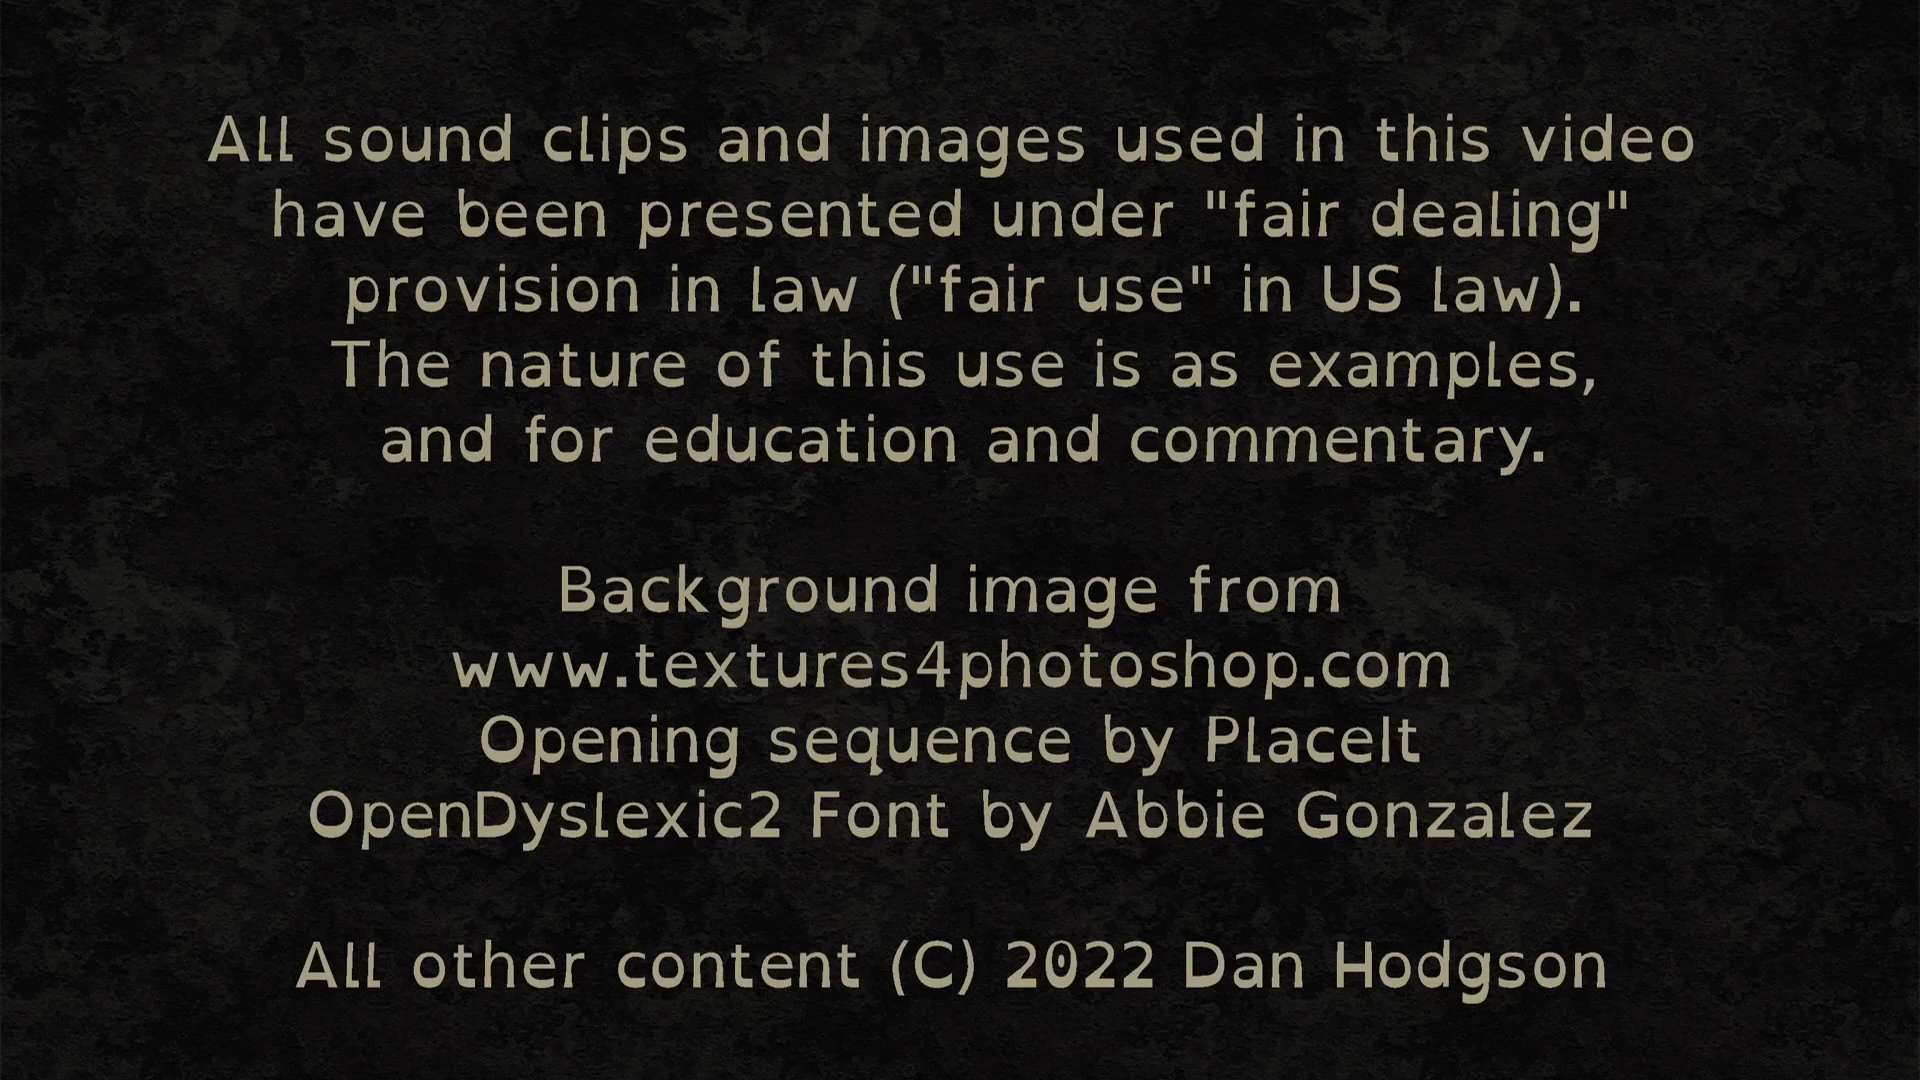 All sound clips and images used in this video
have been presented under "fair dealing"
provision in law ("fair use" in US law).
The nature of this use is as examples,
and for education and commentary.
Background image from
www.textures4photoshop.com
Opening sequence by PlaceIt
OpenDyslexic2 Font by Abbie Gonzalez
All other content (C) 2022 Dan Hodgson